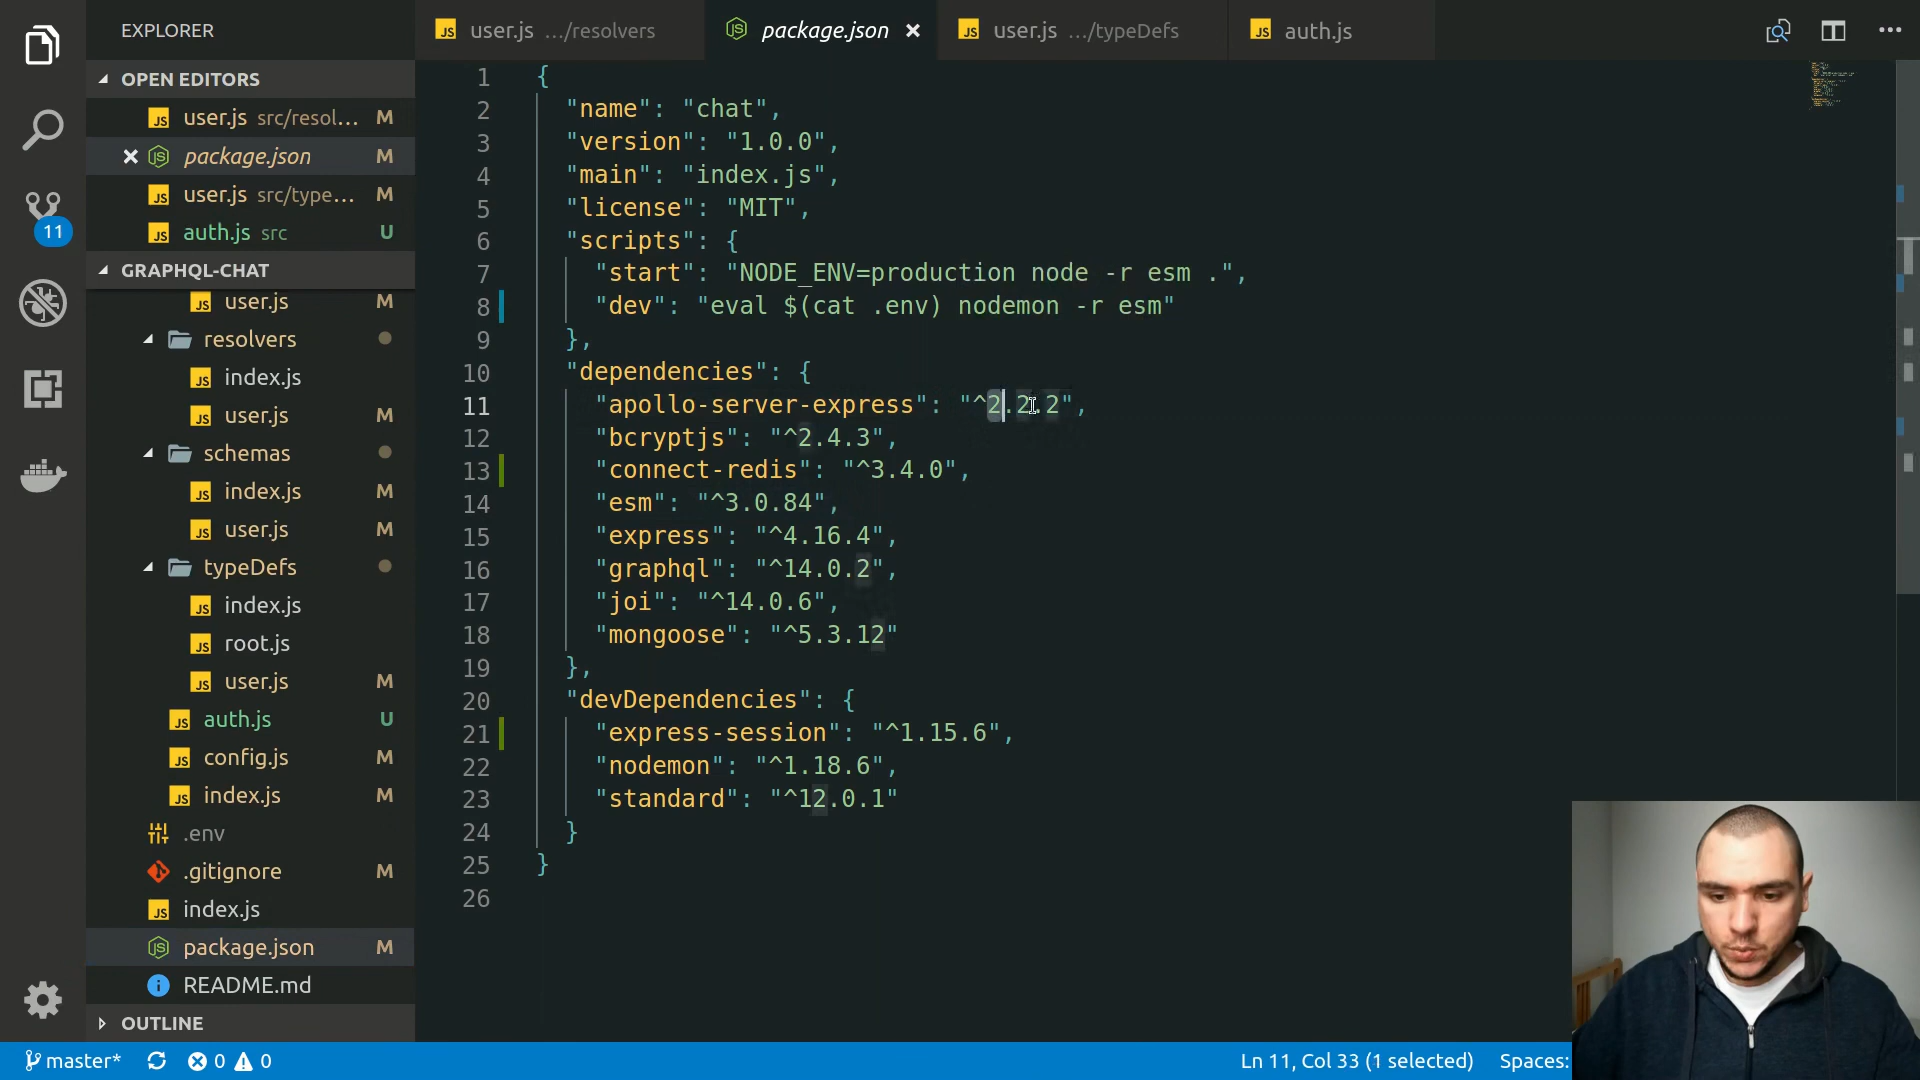 EXPLORER
OPEN EDITORS
JS user.js src/resol... M
package.json M
JS user.js src/type... M
JS auth.js src U
11
GRAPHQL-CHAT
JS user.js M
resolvers
JS index.js
JS user.js M
schemas
JS index.js M
JS user.js M
typeDefs
JS index.js
JS root.js
JS user.js M
JS auth.js U
JS config.js M
JS index.js M
.env
.gitignore M
JS index.js
package.json M
README.md
OUTLINE
JS user.js .../resolvers
package.json
JS user.js .../typeDefs
JS auth.js
1 {
2 "name": "chat",
3 "version": "1.0.0",
4 "main": "index.js",
5 "license": "MIT",
6 "scripts": {
7 "start": "NODE_ENV=production node -r esm .",
8 "dev": "eval $(cat .env) nodemon -r esm"
9 },
10 "dependencies": {
11 "apollo-server-express": "^2.2.2",
12 "bcryptjs": "^2.4.3",
13 "connect-redis": "^3.4.0",
14 "esm": "^3.0.84",
15 "express": "^4.16.4",
16 "graphql": "^14.0.2",
17 "joi": "^14.0.6",
18 "mongoose": "^5.3.12"
19 },
20 "devDependencies": {
21 "express-session": "^1.15.6",
22 "nodemon": "^1.18.6",
23 "standard": "^12.0.1"
24 }
25 }
26
master* 0 0
Ln 11, Col 33 (1 selected) Spaces: